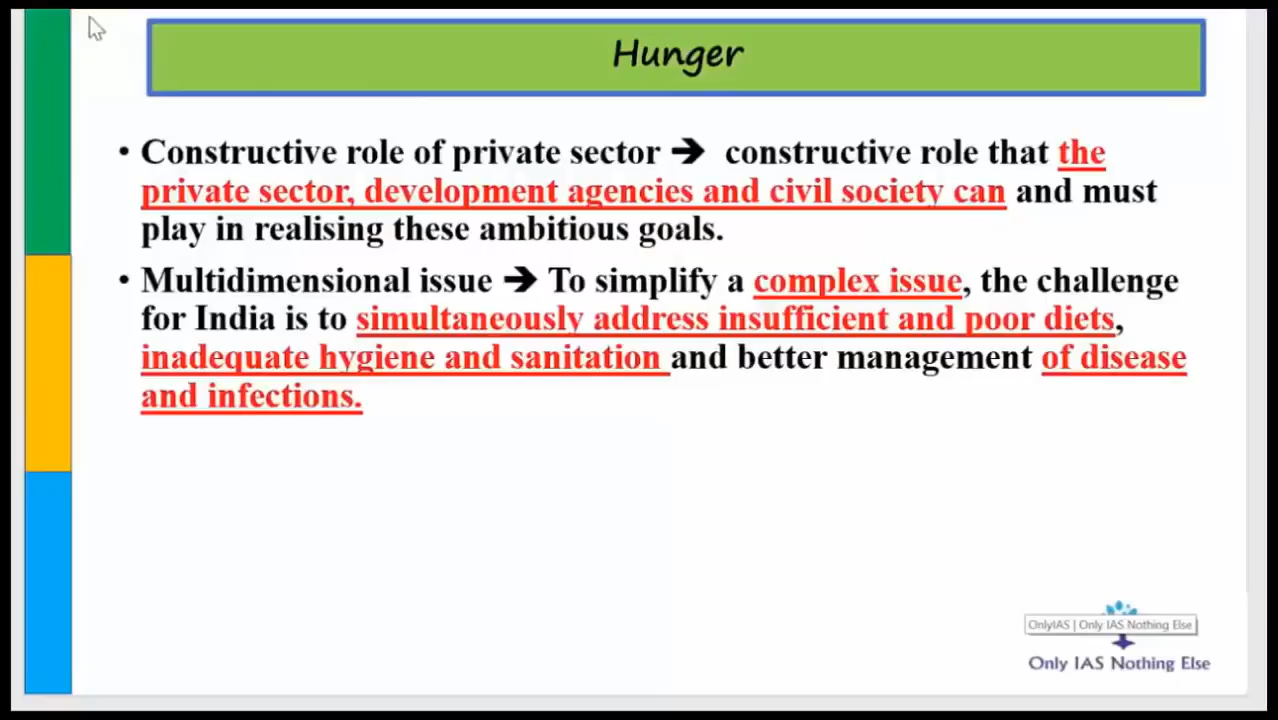 Hunger
• Constructive role of private sector ➔ constructive role that the
private sector, development agencies and civil society can and must
play in realising these ambitious goals.
• Multidimensional issue ➔ To simplify a complex issue, the challenge
for India is to simultaneously address insufficient and poor diets,
inadequate hygiene and sanitation and better management of disease
and infections.
OnlyIAS | Only IAS Nothing Else
Only IAS Nothing Else